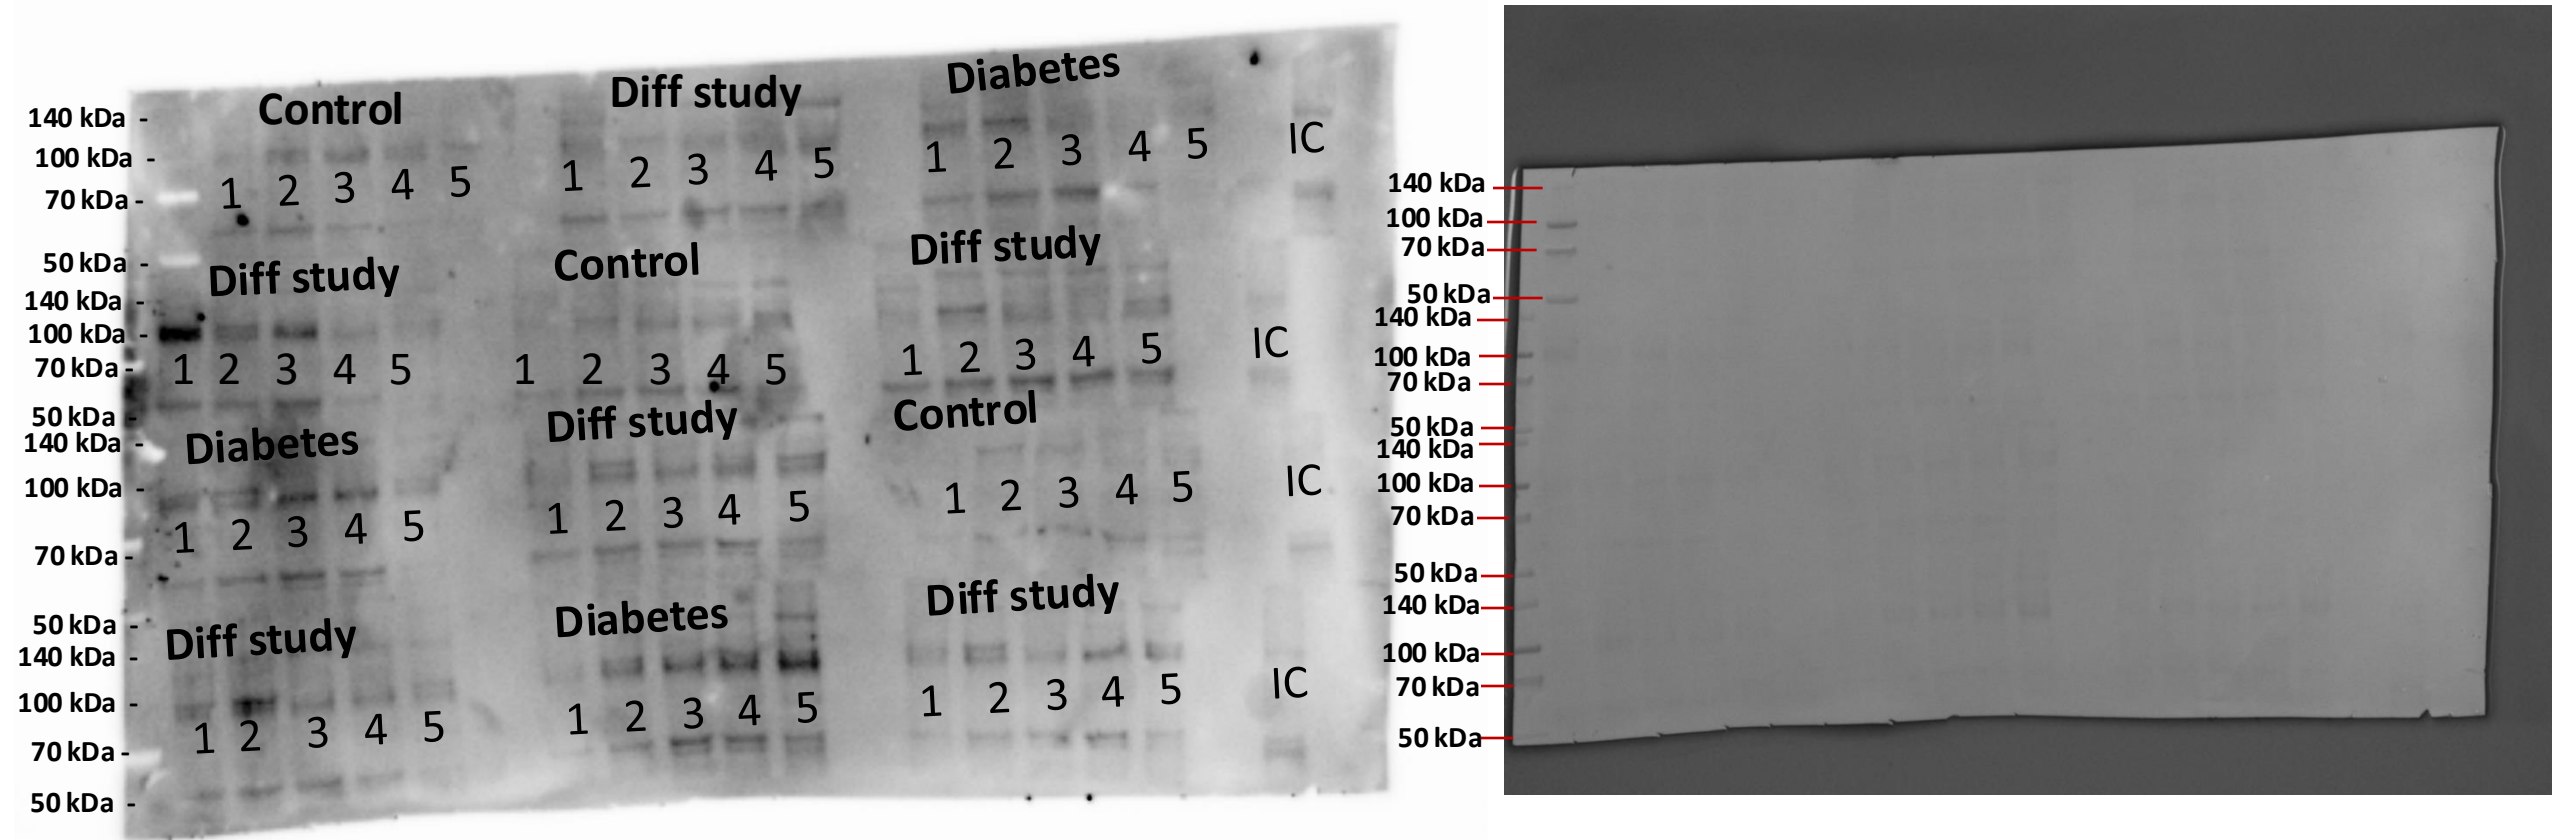 Control Diff study Diabetes
140 kDa -
100 kDa -
1 2 3 4 5 1 2 3 4 5 1 2 3 4 5 IC
70 kDa -
50 kDa -
Diff study Control Diff study
140 kDa -
100 kDa -
1 2 3 4 5 1 2 3 4 5 1 2 3 4 5 IC
70 kDa -
50 kDa -
Diabetes Diff study Control
140 kDa -
100 kDa -
1 2 3 4 5 1 2 3 4 5 1 2 3 4 5 IC
70 kDa -
50 kDa -
Diff study Diabetes Diff study
140 kDa -
100 kDa -
1 2 3 4 5 1 2 3 4 5 1 2 3 4 5 IC
70 kDa -
50 kDa -
140 kDa
100 kDa
70 kDa
50 kDa
140 kDa
100 kDa
70 kDa
50 kDa
140 kDa
100 kDa
70 kDa
50 kDa
140 kDa
100 kDa
70 kDa
50 kDa